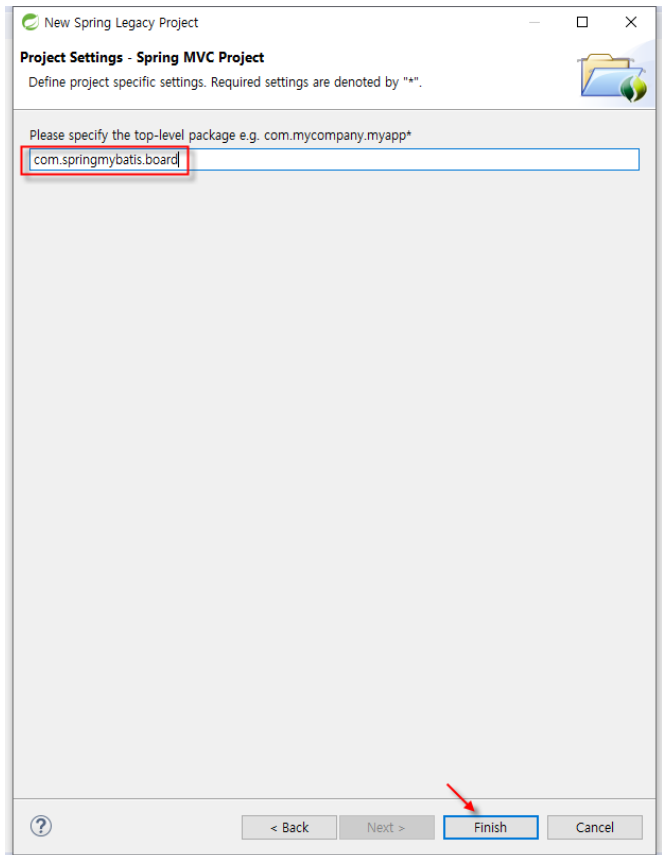 New Spring Legacy Project
Project Settings - Spring MVC Project
Define project specific settings. Required settings are denoted by "*".
Please specify the top-level package e.g. com.mycompany.myapp*
com.springmybatis.board
?
< Back Next > Finish Cancel